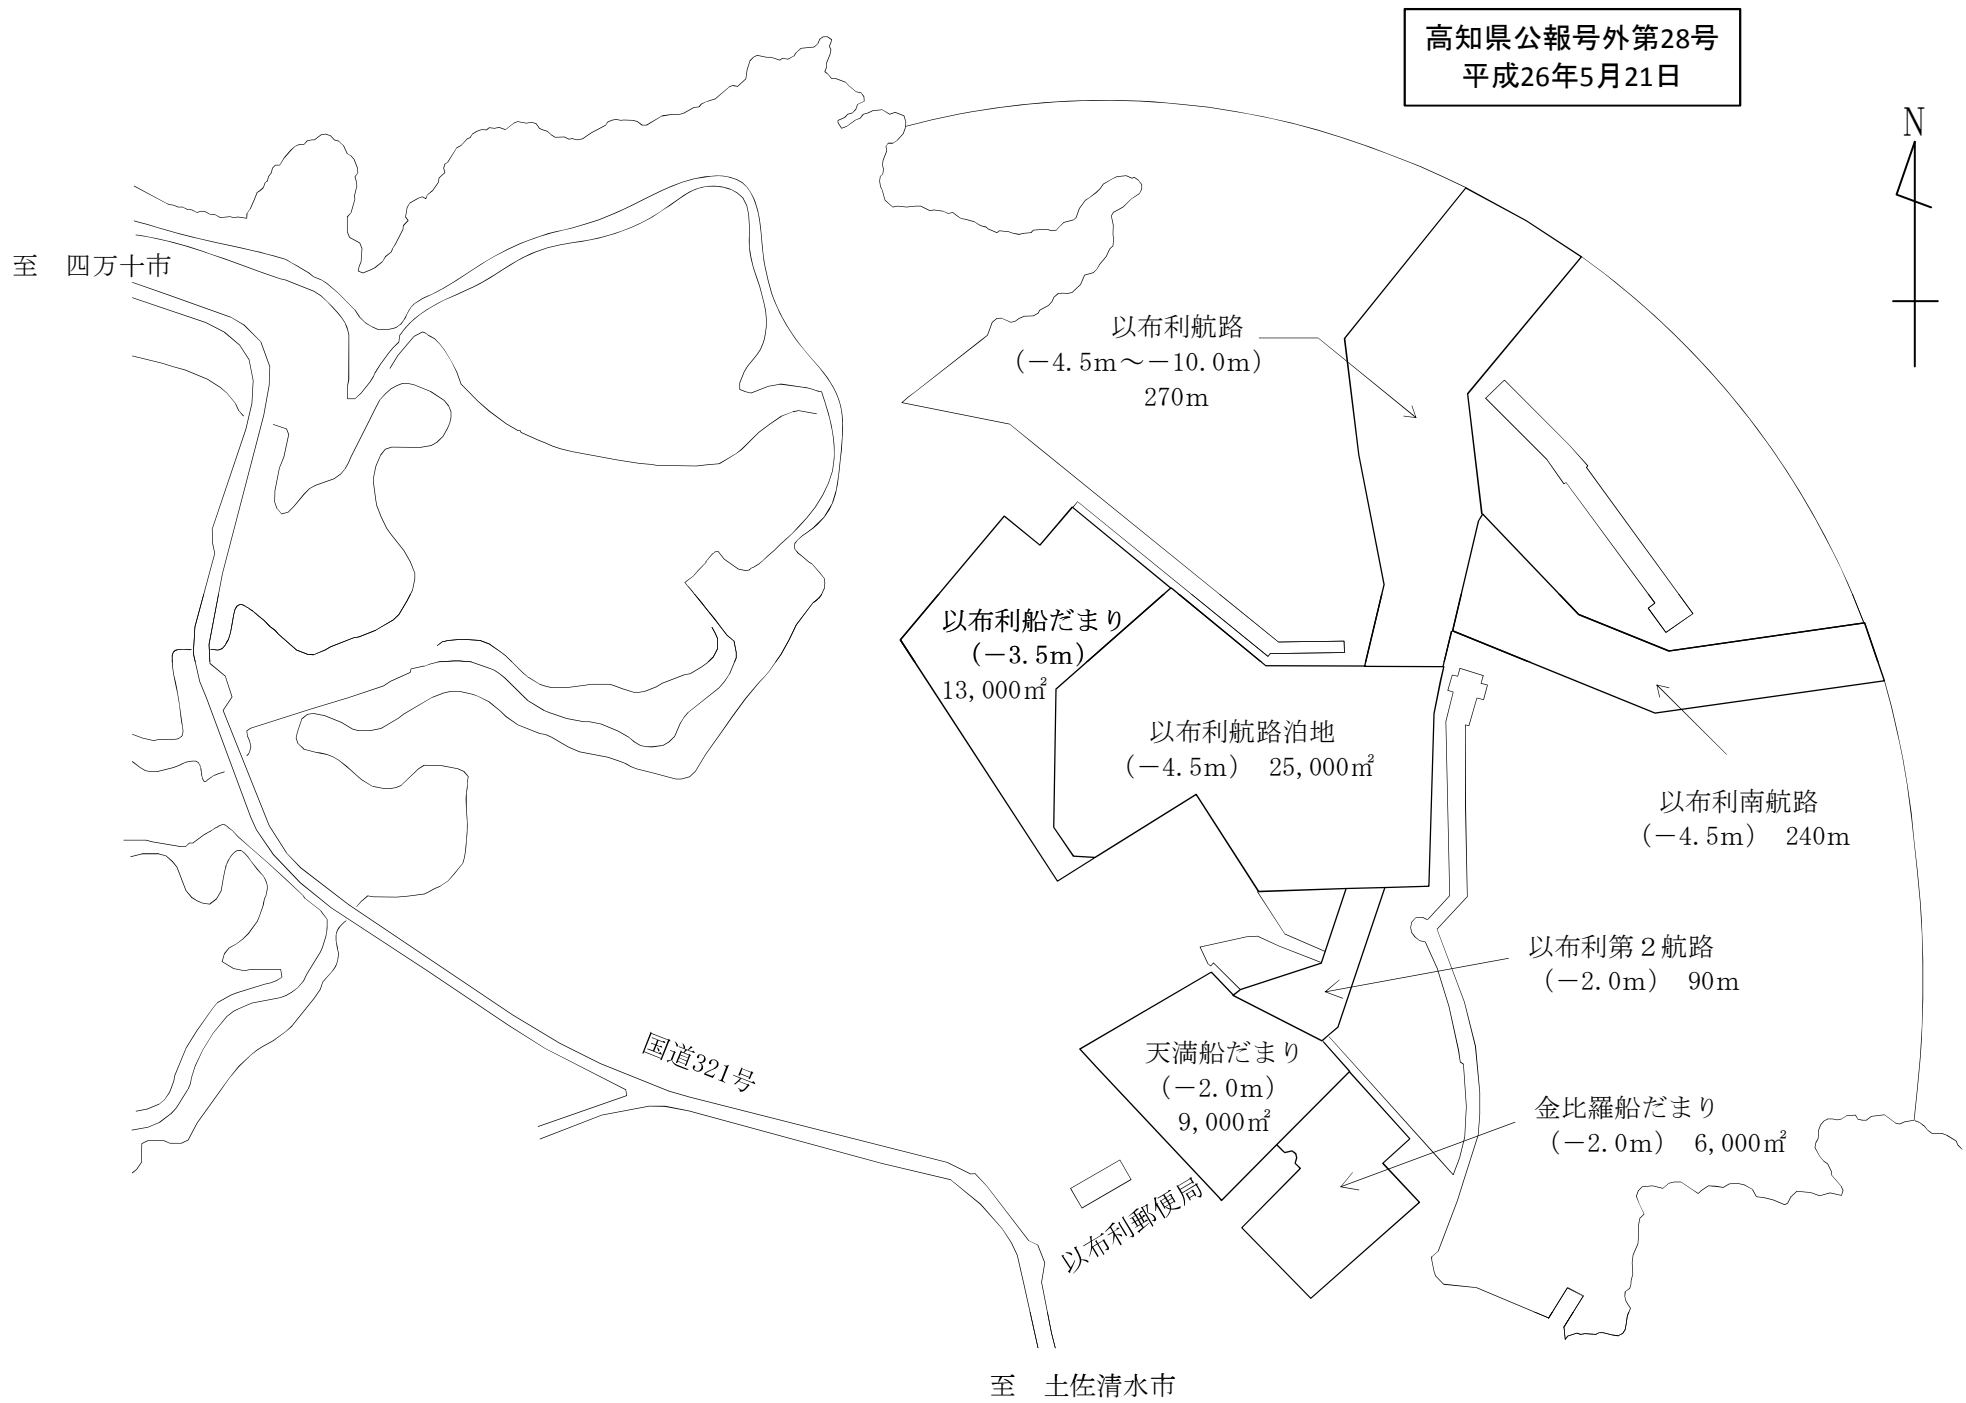 高知県公報号外第28号
平成26年5月21日
N
至　四万十市
以布利航路
(－4.5m～－10.0m)
270m
以布利船だまり
(－3.5m)
13,000㎡
以布利航路泊地
(－4.5m)　25,000㎡
以布利南航路
(－4.5m)　240m
以布利第２航路
(－2.0m)　90m
国道321号
天満船だまり
(－2.0m)
9,000㎡
金比羅船だまり
(－2.0m)　6,000㎡
以布利郵便局
至　土佐清水市